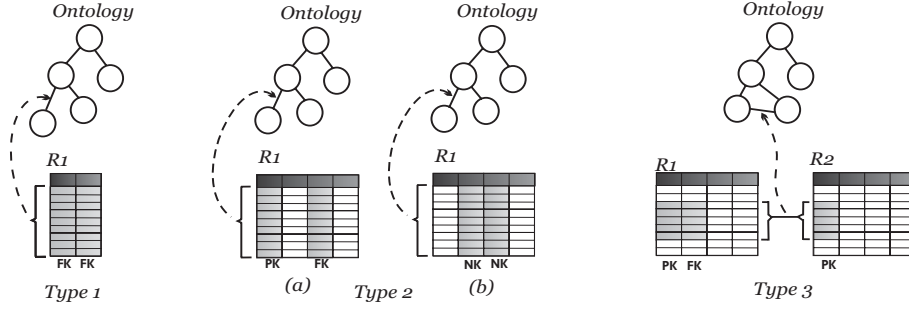 Ontology Ontology Ontology Ontology
R1 R1 R1 R1 R2
FK FK PK FK NK NK PK FK PK
(a) (b)
Type 1 Type 2 Type 3